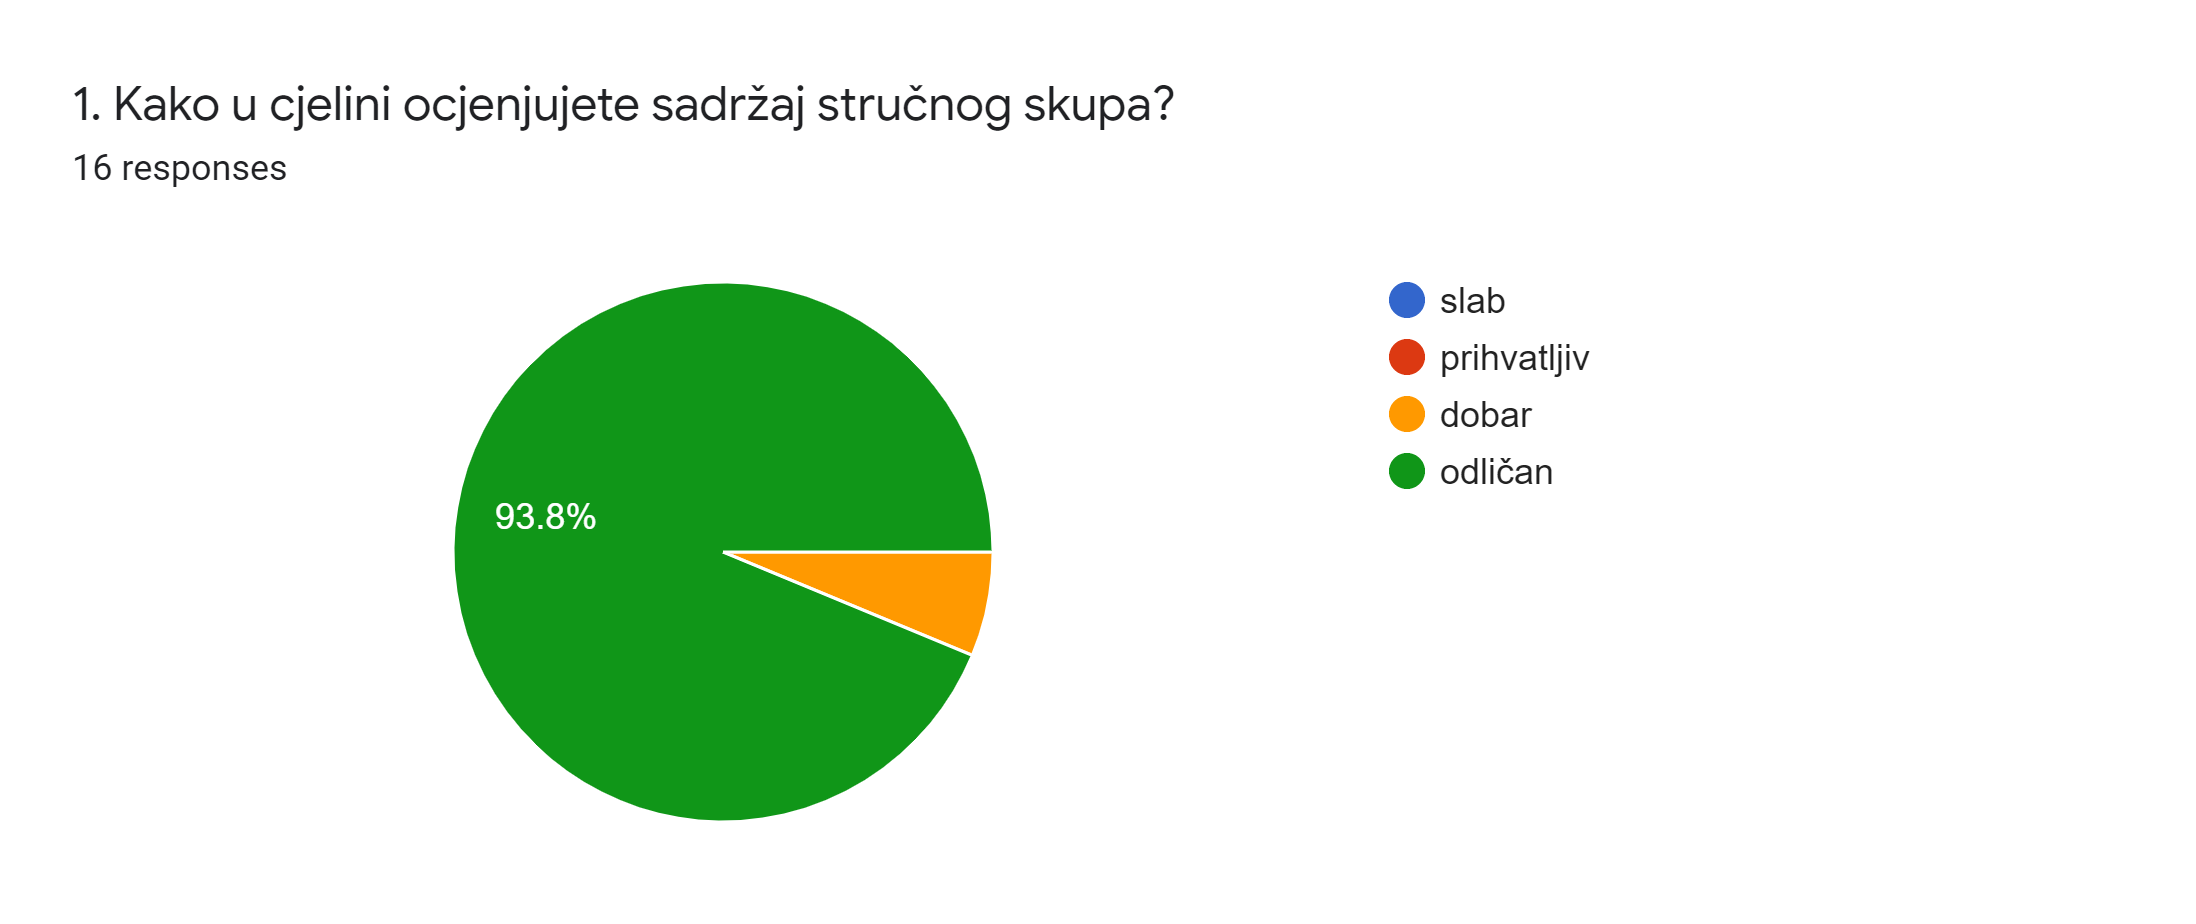 1. Kako u cjelini ocjenjujete sadržaj stručnog skupa?
16 responses
93.8%
slab
prihvatljiv
dobar
odličan